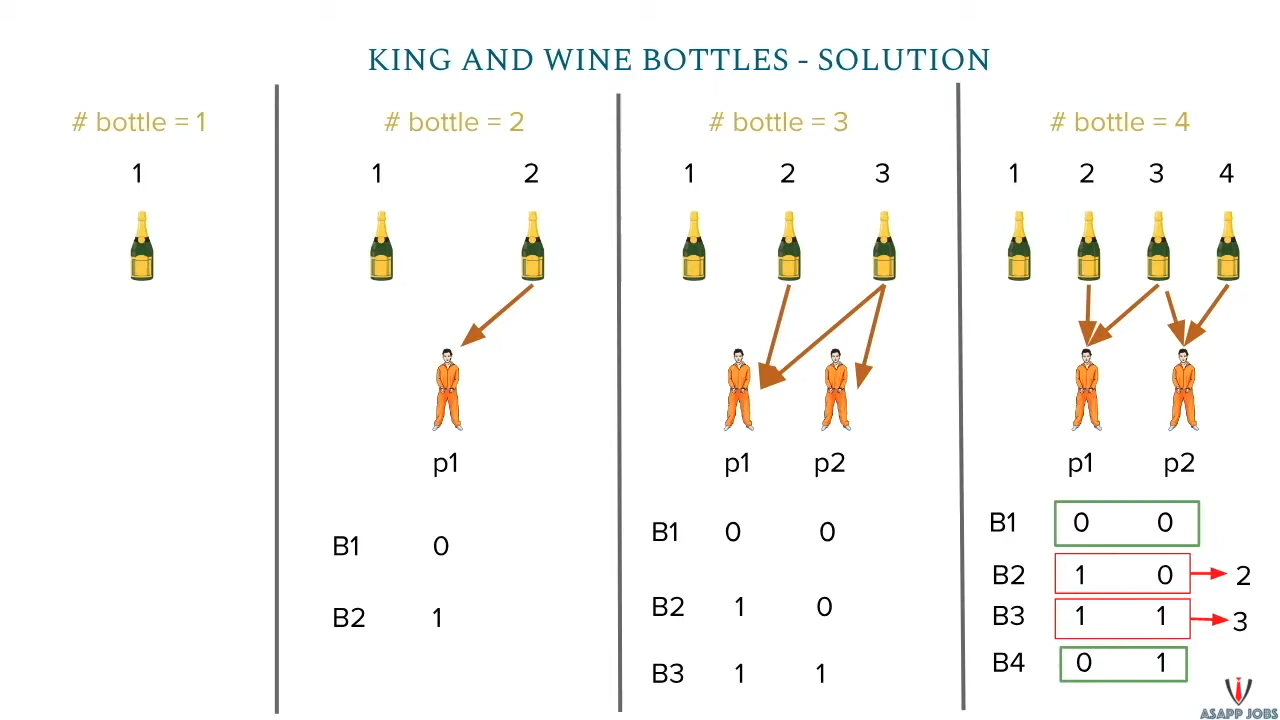 KING AND WINE BOTTLES - SOLUTION
# bottle = 1
1
# bottle = 2
1 2
p1
B1 0
B2 1
# bottle = 3
1 2 3
p1 p2
B1 0 0
B2 1 0
B3 1 1
# bottle = 4
1 2 3 4
p1 p2
B1 0 0
B2 1 0 2
B3 1 1 3
B4 0 1
ASAPP JOBS